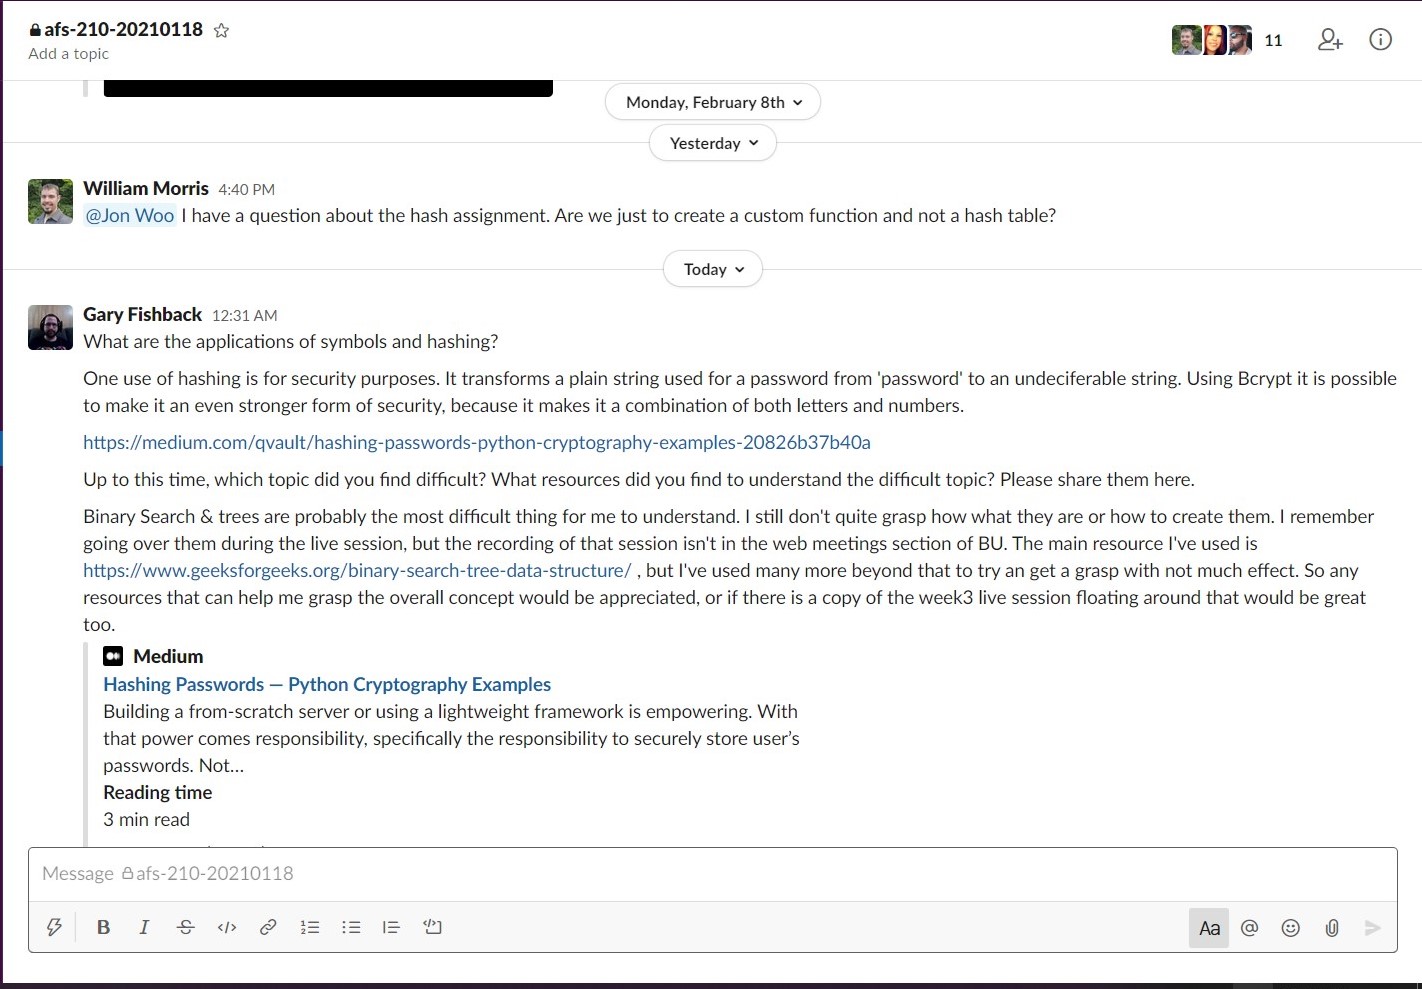 afs-210-20210118
Add a topic
11
Monday, February 8th
Yesterday
William Morris 4:40 PM
@Jon Woo I have a question about the hash assignment. Are we just to create a custom function and not a hash table?
Today
Gary Fishback 12:31 AM
What are the applications of symbols and hashing?
One use of hashing is for security purposes. It transforms a plain string used for a password from 'password' to an undeciferable string. Using Bcrypt it is possible
to make it an even stronger form of security, because it makes it a combination of both letters and numbers.
https://medium.com/qvault/hashing-passwords-python-cryptography-examples-20826b37b40a
Up to this time, which topic did you find difficult? What resources did you find to understand the difficult topic? Please share them here.
Binary Search & trees are probably the most difficult thing for me to understand. I still don't quite grasp how what they are or how to create them. I remember
going over them during the live session, but the recording of that session isn't in the web meetings section of BU. The main resource I've used is
https://www.geeksforgeeks.org/binary-search-tree-data-structure/ , but I've used many more beyond that to try an get a grasp with not much effect. So any
resources that can help me grasp the overall concept would be appreciated, or if there is a copy of the week3 live session floating around that would be great
too.
Medium
Hashing Passwords — Python Cryptography Examples
Building a from-scratch server or using a lightweight framework is empowering. With
that power comes responsibility, specifically the responsibility to securely store user’s
passwords. Not...
Reading time
3 min read
Message afs-210-20210118
B I S </> Aa @